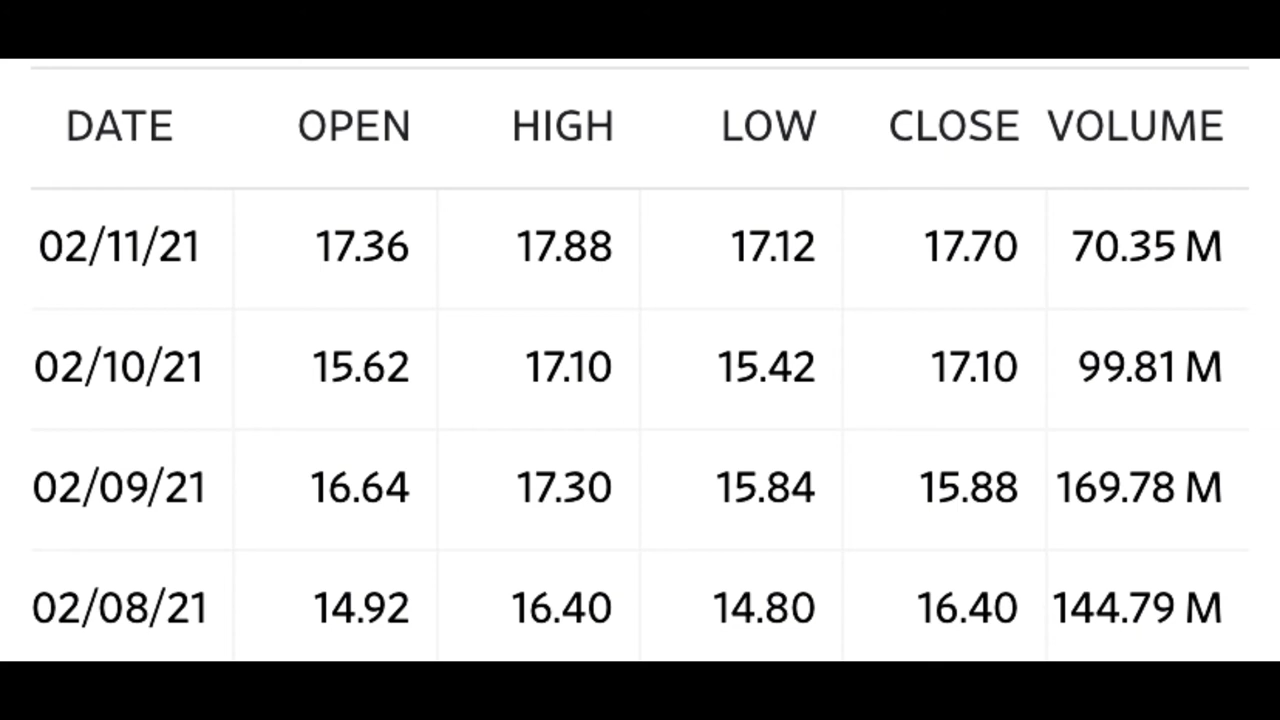 DATE OPEN HIGH LOW CLOSE VOLUME
02/11/21 17.36 17.88 17.12 17.70 70.35 M
02/10/21 15.62 17.10 15.42 17.10 99.81 M
02/09/21 16.64 17.30 15.84 15.88 169.78 M
02/08/21 14.92 16.40 14.80 16.40 144.79 M